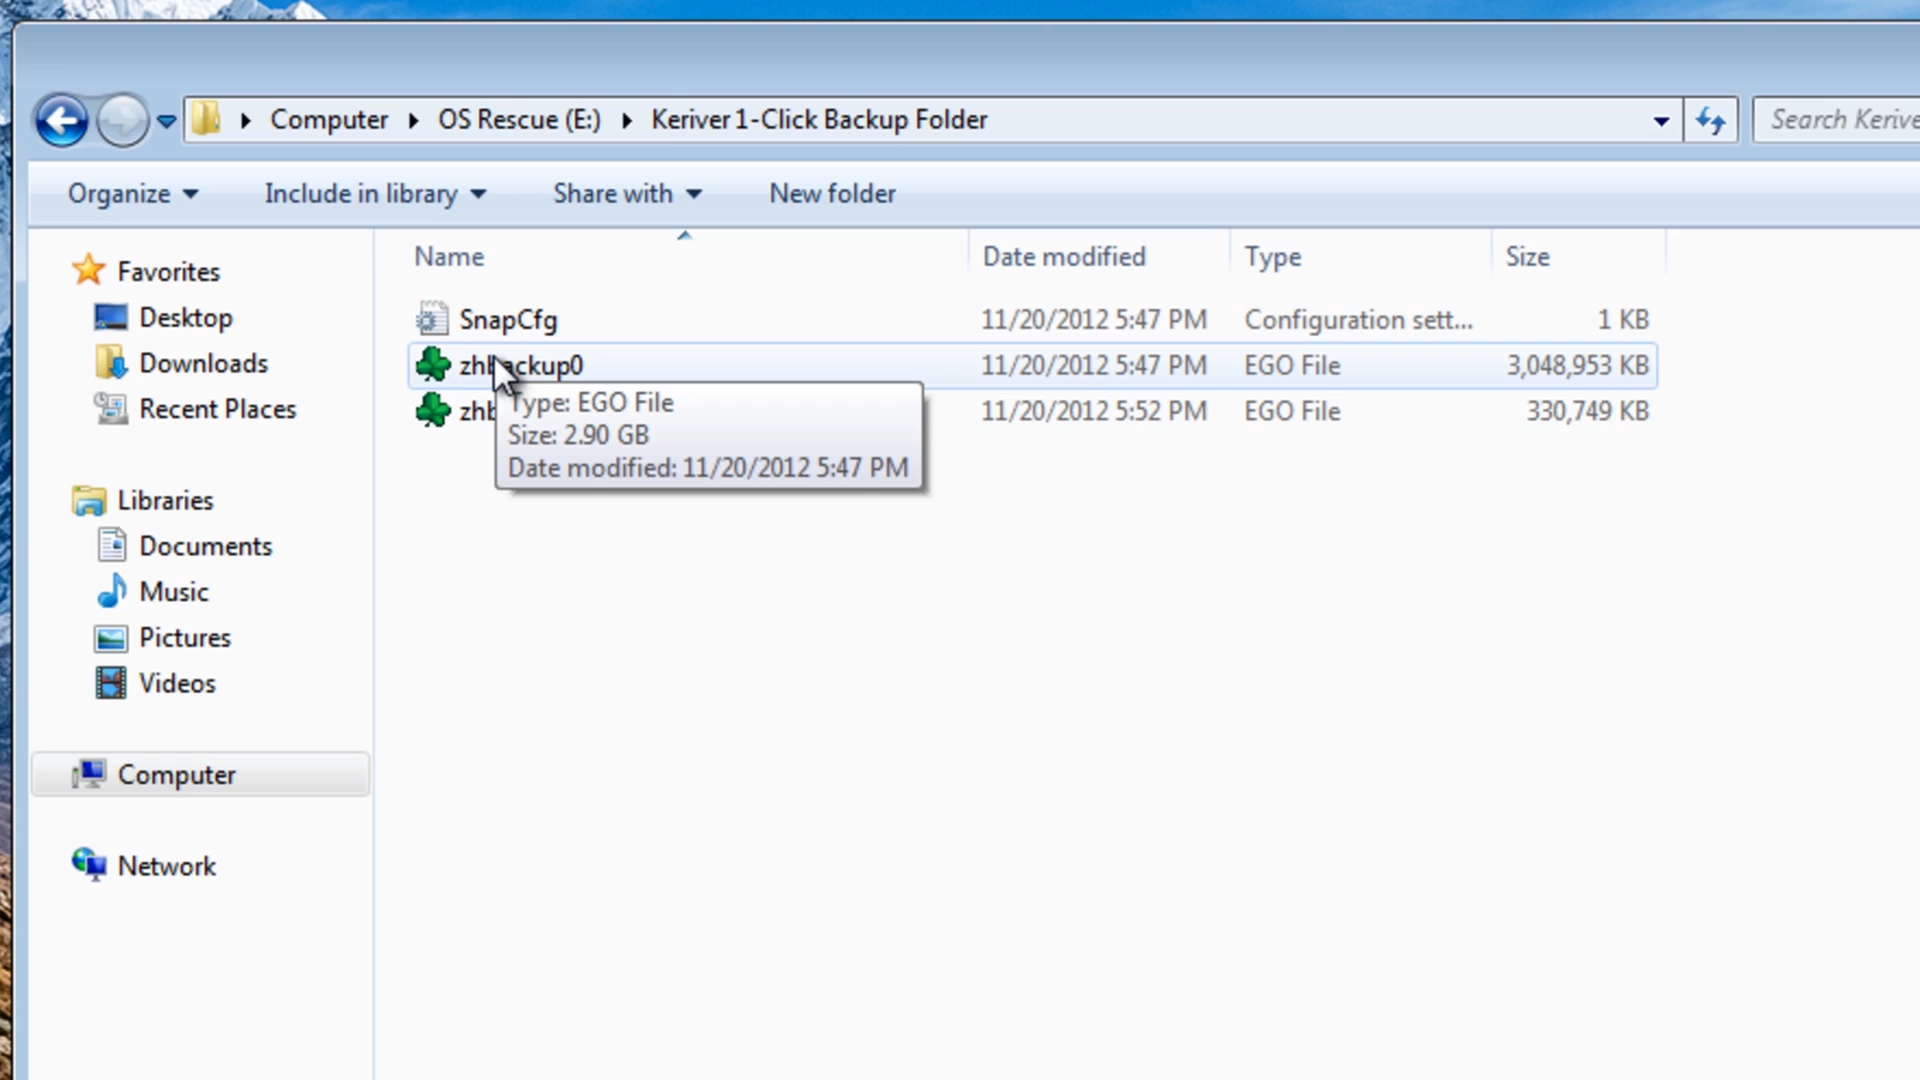 Computer ▸ OS Rescue (E:) ▸ Keriver 1-Click Backup Folder
Search Kerive
Organize Include in library Share with New folder
Name Date modified Type Size
Favorites
Desktop
Downloads
Recent Places
Libraries
Documents
Music
Pictures
Videos
Computer
Network
SnapCfg 11/20/2012 5:47 PM Configuration sett... 1 KB
zhbackup0 11/20/2012 5:47 PM EGO File 3,048,953 KB
zhb 11/20/2012 5:52 PM EGO File 330,749 KB
Type: EGO File
Size: 2.90 GB
Date modified: 11/20/2012 5:47 PM